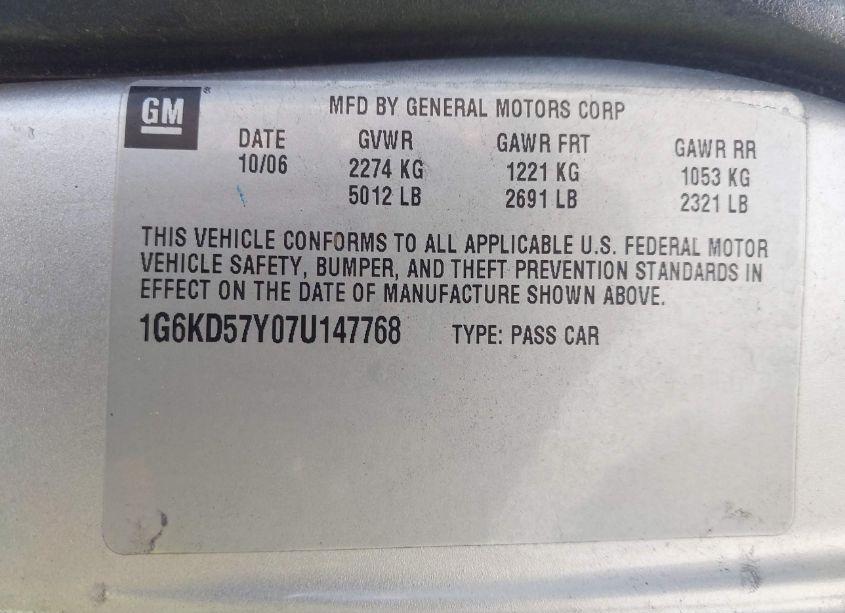 GM
MFD BY GENERAL MOTORS CORP
DATE GVWR GAWR FRT GAWR RR
10/06 2274 KG 1221 KG 1053 KG
5012 LB 2691 LB 2321 LB
THIS VEHICLE CONFORMS TO ALL APPLICABLE U.S. FEDERAL MOTOR
VEHICLE SAFETY, BUMPER, AND THEFT PREVENTION STANDARDS IN
EFFECT ON THE DATE OF MANUFACTURE SHOWN ABOVE.
1G6KD57Y07U147768 TYPE: PASS CAR